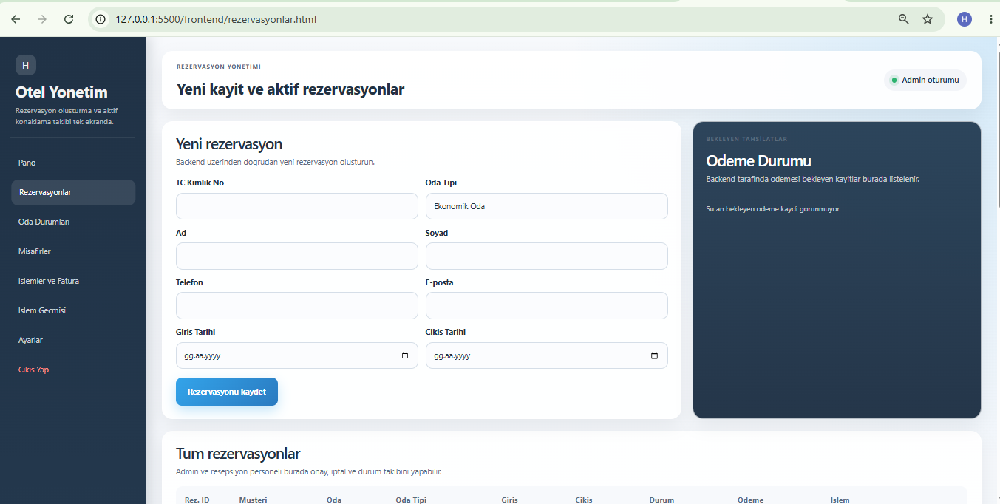 127.0.0.1:5500/frontend/rezervasyonlar.html
H
H
Otel Yonetim
Rezervasyon olusturma ve aktif
konaklama takibi tek ekranda.
Pano
Rezervasyonlar
Oda Durumlari
Misafirler
Islemler ve Fatura
Islem Gecmisi
Ayarlar
Cikis Yap
REZERVASYON YONETİMİ
Yeni kayit ve aktif rezervasyonlar
Admin oturumu
Yeni rezervasyon
Backend uzerinden dogrudan yeni rezervasyon olusturun.
TC Kimlik No
Oda Tipi
Ekonomik Oda
Ad
Soyad
Telefon
E-posta
Giris Tarihi
Cikis Tarihi
gg.aa.yyyy
gg.aa.yyyy
Rezervasyonu kaydet
BEKLEYEN TAHSİLATLAR
Odeme Durumu
Backend tarafinda odemesi bekleyen kayitlar burada listelenir.
Su an bekleyen odeme kaydi gorunmuyor.
Tum rezervasyonlar
Admin ve resepsiyon personeli burada onay, iptal ve durum takibini yapabilir.
Rez. ID Musteri Oda Oda Tipi Giris Cikis Durum Odeme Islem